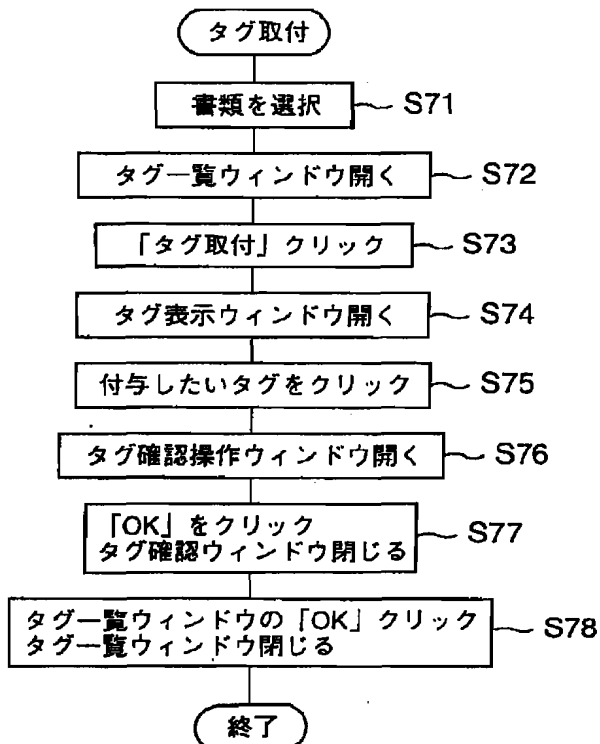 タグ取付
書類を選択 S71
タグ一覧ウィンドウ開く S72
「タグ取付」クリック S73
タグ表示ウィンドウ開く S74
付与したいタグをクリック S75
タグ確認操作ウィンドウ開く S76
「OK」をクリック
タグ確認ウィンドウ閉じる S77
タグ一覧ウィンドウの「OK」クリック
タグ一覧ウィンドウ閉じる S78
終了